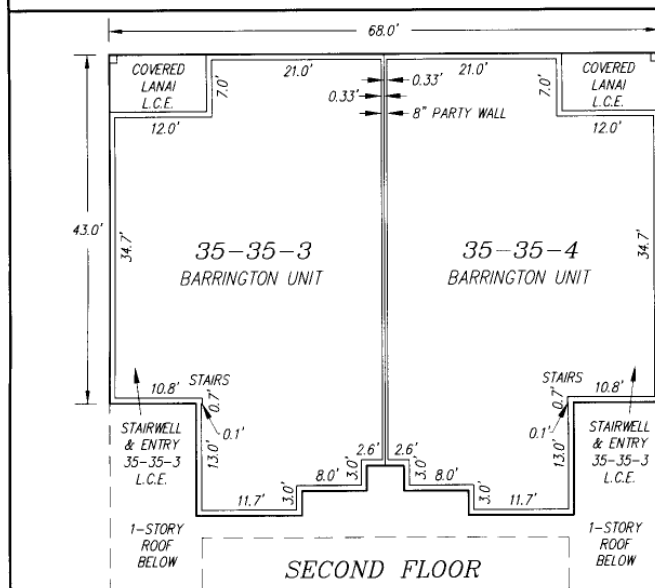 68.0'
COVERED
LANAI
L.C.E.
7.0'
21.0'
0.33'
0.33'
8" PARTY WALL
21.0'
7.0'
COVERED
LANAI
L.C.E.
12.0'
12.0'
43.0'
34.7'
35-35-3
BARRINGTON UNIT
35-35-4
BARRINGTON UNIT
34.7'
10.8'
STAIRS
0.7'
0.1'
13.0'
STAIRS
0.7'
10.8'
0.1'
13.0'
STAIRWELL
& ENTRY
35-35-3
L.C.E.
STAIRWELL
& ENTRY
35-35-3
L.C.E.
2.6'
2.6'
3.0'
3.0'
8.0'
8.0'
3.0'
3.0'
11.7'
11.7'
1-STORY
ROOF
BELOW
1-STORY
ROOF
BELOW
SECOND FLOOR